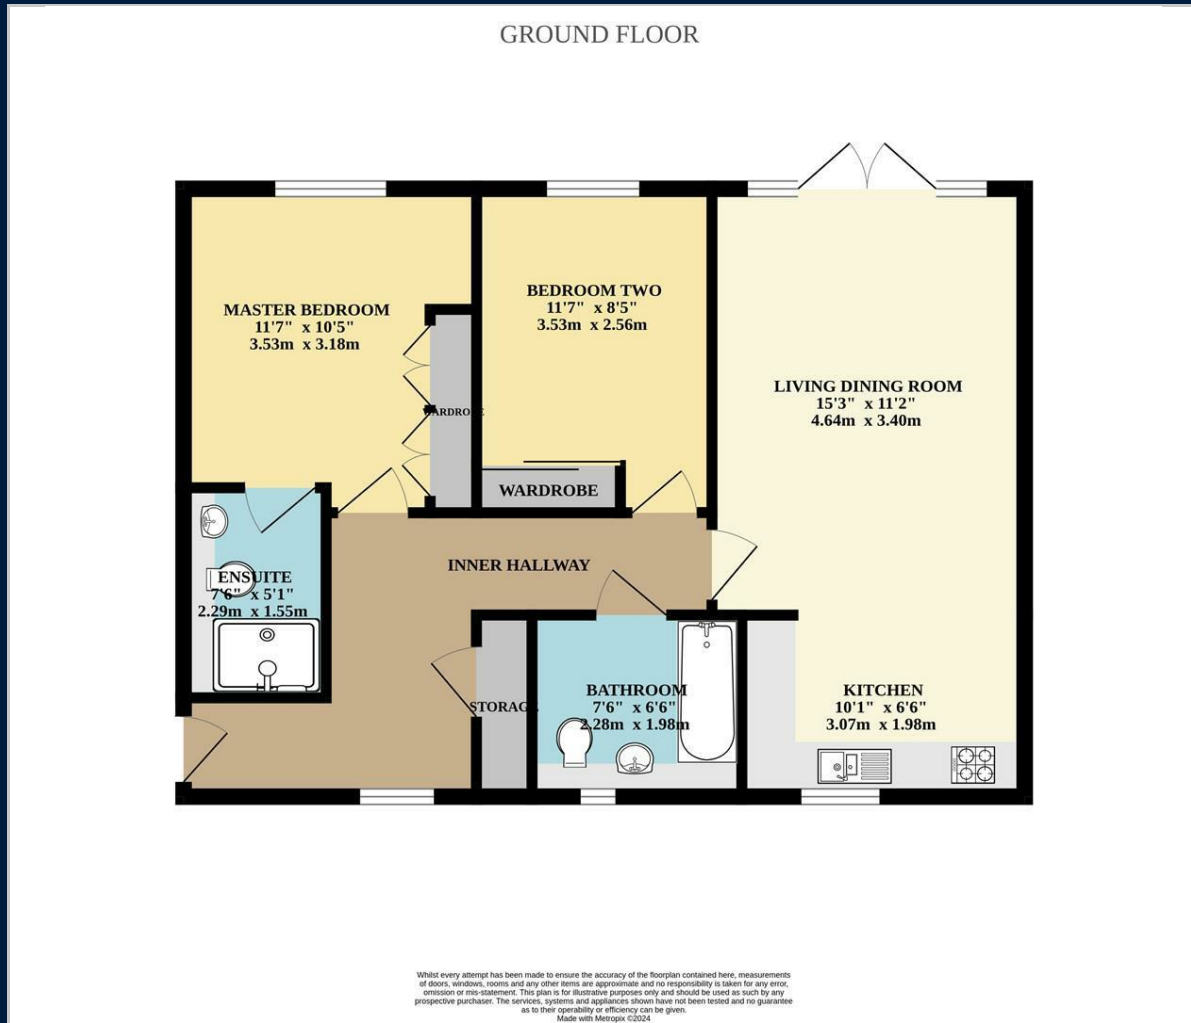 GROUND FLOOR
MASTER BEDROOM
11'7" x 10'5"
3.53m x 3.18m
BEDROOM TWO
11'7" x 8'5"
3.53m x 2.56m
LIVING DINING ROOM
15'3" x 11'2"
4.64m x 3.40m
WARDROBE
WARDROBE
INNER HALLWAY
ENSUITE
7'6" x 5'1"
2.29m x 1.55m
STORAGE
BATHROOM
7'6" x 6'6"
2.28m x 1.98m
KITCHEN
10'1" x 6'6"
3.07m x 1.98m
Whilst every attempt has been made to ensure the accuracy of the floorplan contained here, measurements
of doors, windows, rooms and any other items are approximate and no responsibility is taken for any error,
omission or mis-statement. This plan is for illustrative purposes only and should be used as such by any
prospective purchaser. The services, systems and appliances shown have not been tested and no guarantee
as to their operability or efficiency can be given.
Made with Metropix ©2024